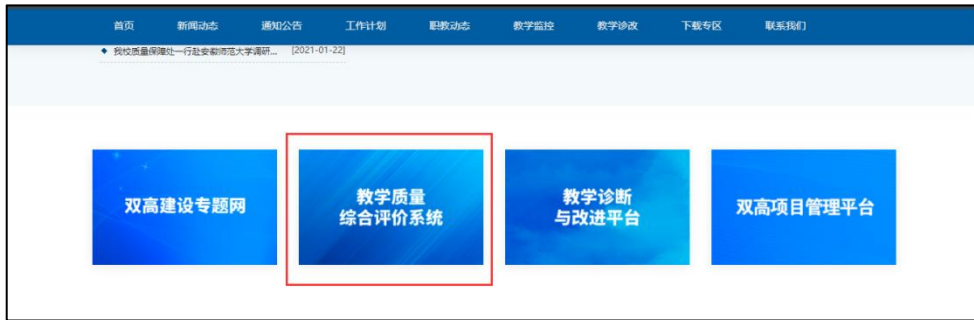 首页 新闻动态 通知公告 工作计划 职教动态 教学监控 教学诊改 下载专区 联系我们
◆ 我校质量保障处一行赴安徽师范大学调研... [2021-01-22]
双高建设专题网
教学质量
综合评价系统
教学诊断
与改进平台
双高项目管理平台